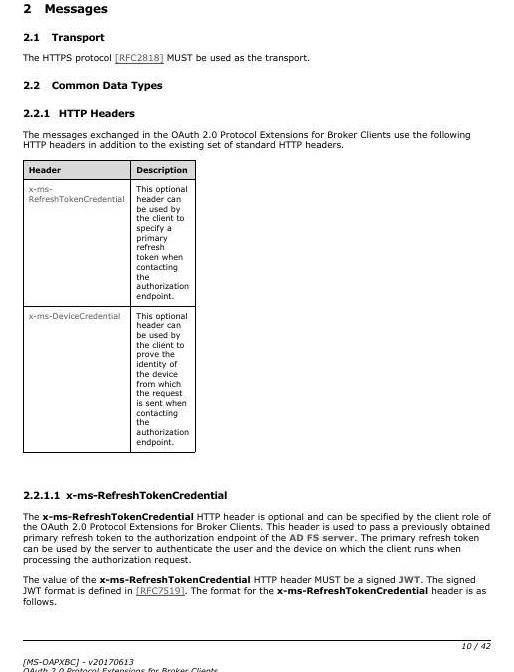 2 Messages
2.1 Transport
The HTTPS protocol [RFC2818] MUST be used as the transport.
2.2 Common Data Types
2.2.1 HTTP Headers
The messages exchanged in the OAuth 2.0 Protocol Extensions for Broker Clients use the following
HTTP headers in addition to the existing set of standard HTTP headers.
Header Description
x-ms-
RefreshTokenCredential
This optional
header can
be used by
the client to
specify a
primary
refresh
token when
contacting
the
authorization
endpoint.
x-ms-DeviceCredential
This optional
header can
be used by
the client to
prove the
identity of
the device
from which
the request
is sent when
contacting
the
authorization
endpoint.
2.2.1.1 x-ms-RefreshTokenCredential
The x-ms-RefreshTokenCredential HTTP header is optional and can be specified by the client role of
the OAuth 2.0 Protocol Extensions for Broker Clients. This header is used to pass a previously obtained
primary refresh token to the authorization endpoint of the AD FS server. The primary refresh token
can be used by the server to authenticate the user and the device on which the client runs when
processing the authorization request.
The value of the x-ms-RefreshTokenCredential HTTP header MUST be a signed JWT. The signed
JWT format is defined in [RFC7519]. The format for the x-ms-RefreshTokenCredential header is as
follows.
10 / 42
[MS-OAPXBC] - v20170613
OAuth 2.0 Protocol Extensions for Broker Clients